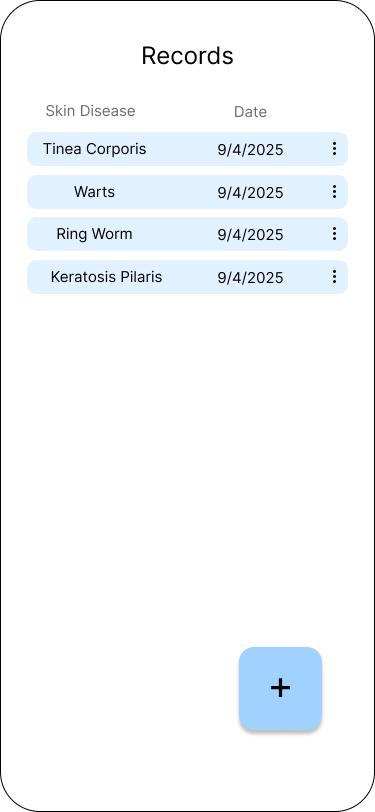 Records
Skin Disease Date
Tinea Corporis 9/4/2025
Warts 9/4/2025
Ring Worm 9/4/2025
Keratosis Pilaris 9/4/2025
+